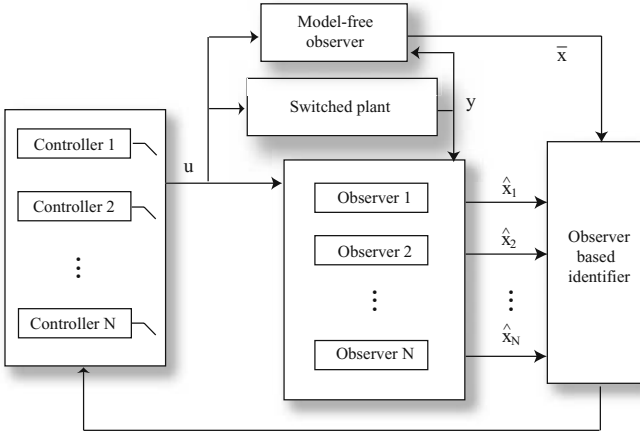 Model-free
observer
x̄
Switched plant
y
Controller 1
u
Controller 2
⋮
Controller N
Observer 1
Observer 2
⋮
Observer N
x̂₁
x̂₂
⋮
x̂_N
Observer
based
identifier